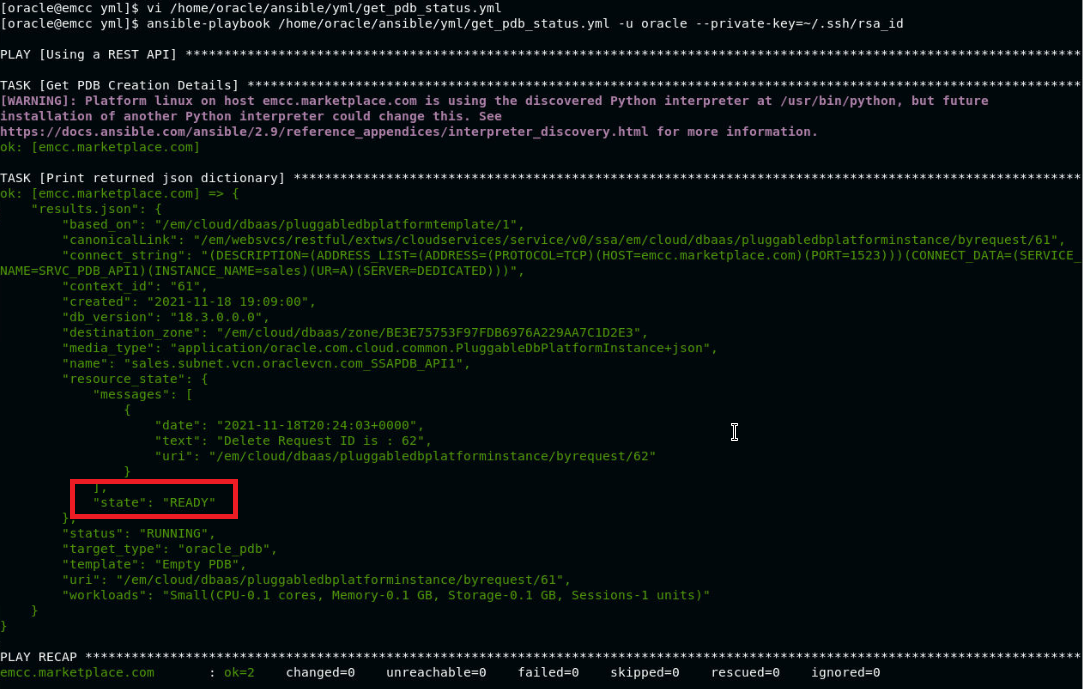 [oracle@emcc yml]$ vi /home/oracle/ansible/yml/get_pdb_status.yml
[oracle@emcc yml]$ ansible-playbook /home/oracle/ansible/yml/get_pdb_status.yml -u oracle --private-key=~/.ssh/rsa_id
PLAY [Using a REST API] ********************************************************************************************************************
TASK [Get PDB Creation Details] ************************************************************************************************************
[WARNING]: Platform linux on host emcc.marketplace.com is using the discovered Python interpreter at /usr/bin/python, but future
installation of another Python interpreter could change this. See
https://docs.ansible.com/ansible/2.9/reference_appendices/interpreter_discovery.html for more information.
ok: [emcc.marketplace.com]
TASK [Print returned json dictionary] ******************************************************************************************************
ok: [emcc.marketplace.com] => {
    "results.json": {
        "based_on": "/em/cloud/dbaas/pluggabledbplatformtemplate/1",
        "canonicalLink": "/em/websvcs/restful/extws/cloudservices/service/v0/ssa/em/cloud/dbaas/pluggabledbplatforminstance/byrequest/61",
        "connect_string": "(DESCRIPTION=(ADDRESS_LIST=(ADDRESS=(PROTOCOL=TCP)(HOST=emcc.marketplace.com)(PORT=1523)))(CONNECT_DATA=(SERVICE_
NAME=SRVC_PDB_API1)(INSTANCE_NAME=sales)(UR=A)(SERVER=DEDICATED)))",
        "context_id": "61",
        "created": "2021-11-18 19:09:00",
        "db_version": "18.3.0.0.0",
        "destination_zone": "/em/cloud/dbaas/zone/BE3E75753F97FDB6976A229AA7C1D2E3",
        "media_type": "application/oracle.com.cloud.common.PluggableDbPlatformInstance+json",
        "name": "sales.subnet.vcn.oraclevcn.com_SSAPDB_API1",
        "resource_state": {
            "messages": [
                {
                    "date": "2021-11-18T20:24:03+0000",
                    "text": "Delete Request ID is : 62",
                    "uri": "/em/cloud/dbaas/pluggabledbplatforminstance/byrequest/62"
                }
            ],
            "state": "READY"
        },
        "status": "RUNNING",
        "target_type": "oracle_pdb",
        "template": "Empty PDB",
        "uri": "/em/cloud/dbaas/pluggabledbplatforminstance/byrequest/61",
        "workloads": "Small(CPU-0.1 cores, Memory-0.1 GB, Storage-0.1 GB, Sessions-1 units)"
    }
}
PLAY RECAP *********************************************************************************************************************************
emcc.marketplace.com       : ok=2    changed=0    unreachable=0    failed=0    skipped=0    rescued=0    ignored=0